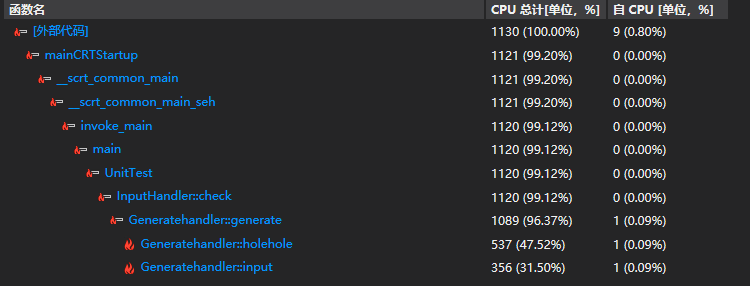 函数名 CPU 总计[单位，%] 自 CPU [单位，%]
[外部代码] 1130 (100.00%) 9 (0.80%)
mainCRTStartup 1121 (99.20%) 0 (0.00%)
__scrt_common_main 1121 (99.20%) 0 (0.00%)
__scrt_common_main_seh 1121 (99.20%) 0 (0.00%)
invoke_main 1120 (99.12%) 0 (0.00%)
main 1120 (99.12%) 0 (0.00%)
UnitTest 1120 (99.12%) 0 (0.00%)
InputHandler::check 1120 (99.12%) 0 (0.00%)
Generatehandler::generate 1089 (96.37%) 1 (0.09%)
Generatehandler::holehole 537 (47.52%) 1 (0.09%)
Generatehandler::input 356 (31.50%) 1 (0.09%)